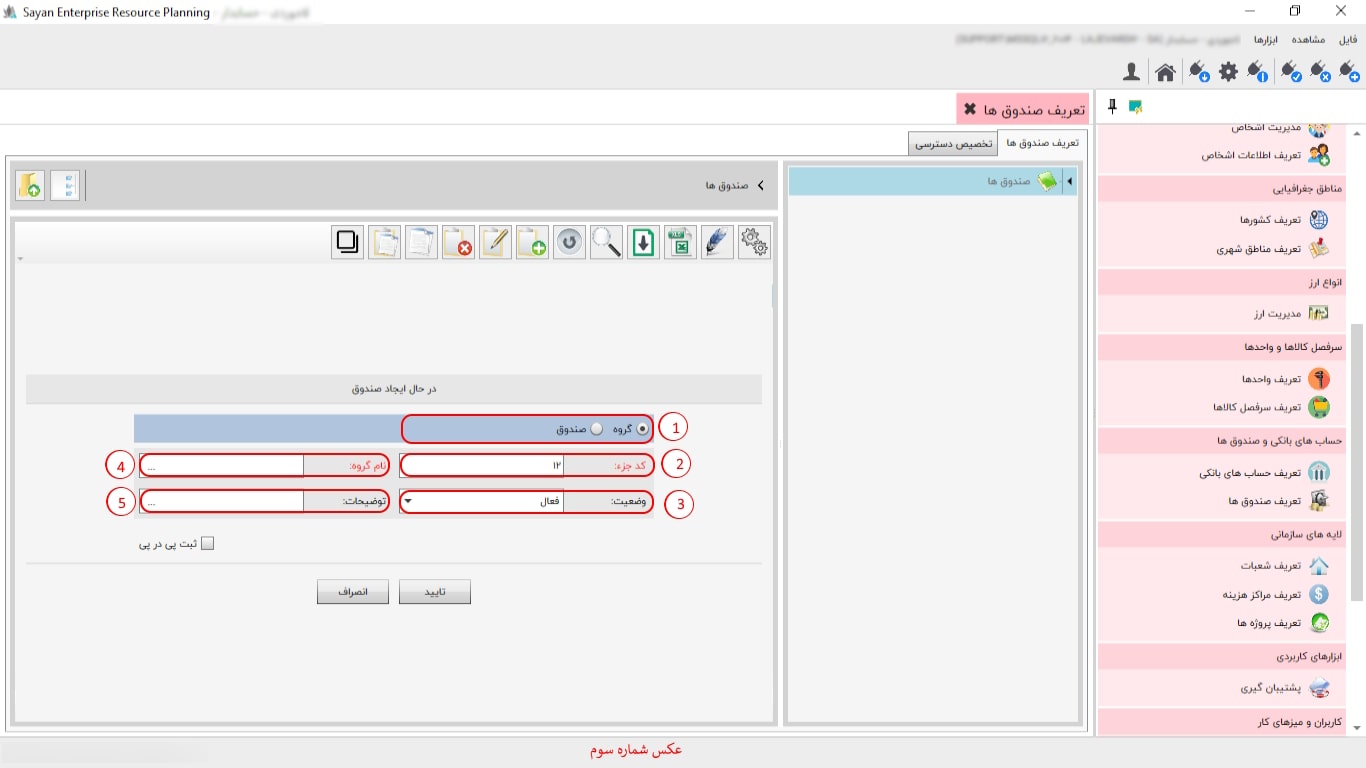 Sayan Enterprise Resource Planning
فایل
مشاهده
ابزارها
تعریف صندوق ها
تعریف صندوق ها
تخصیص دسترسی
صندوق ها
صندوق ها
در حال ایجاد صندوق
گروه
صندوق
1
کد جزء:
۱۲
2
نام گروه:
...
4
وضعیت:
فعال
3
توضیحات:
...
5
ثبت پی در پی
تایید
انصراف
مدیریت اشخاص
تعریف اطلاعات اشخاص
مناطق جغرافیایی
تعریف کشورها
تعریف مناطق شهری
انواع ارز
مدیریت ارز
سرفصل کالاها و واحدها
تعریف واحدها
تعریف سرفصل کالاها
حساب های بانکی و صندوق ها
تعریف حساب های بانکی
تعریف صندوق ها
لایه های سازمانی
تعریف شعبات
تعریف مراکز هزینه
تعریف پروژه ها
ابزارهای کاربردی
پشتیبان گیری
کاربران و میزهای کار
عکس شماره سوم